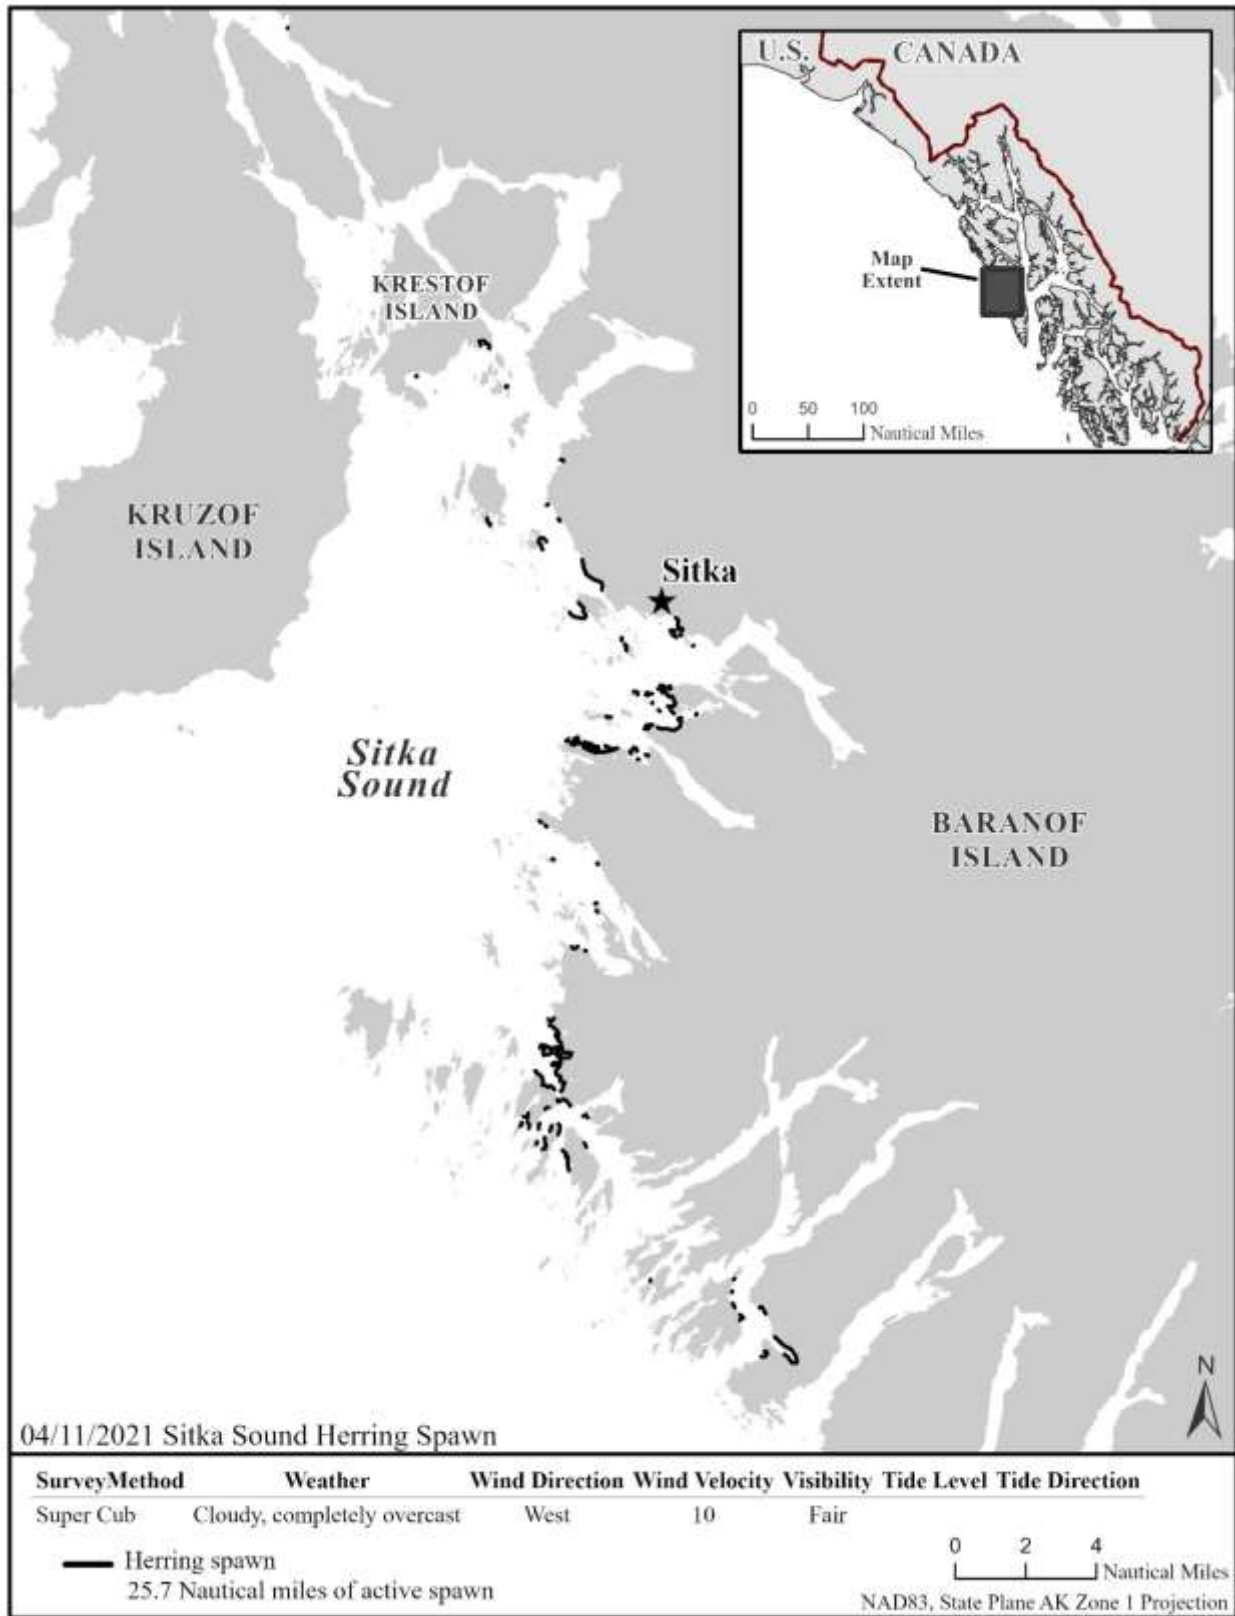 U.S. CANADA
Map
Extent
0 50 100
Nautical Miles
KRESTOF
ISLAND
KRUZOF
ISLAND
Sitka
Sitka
Sound
BARANOF
ISLAND
N
04/11/2021 Sitka Sound Herring Spawn
SurveyMethod Weather Wind Direction Wind Velocity Visibility Tide Level Tide Direction
Super Cub Cloudy, completely overcast West 10 Fair
Herring spawn
25.7 Nautical miles of active spawn
0 2 4
Nautical Miles
NAD83, State Plane AK Zone 1 Projection